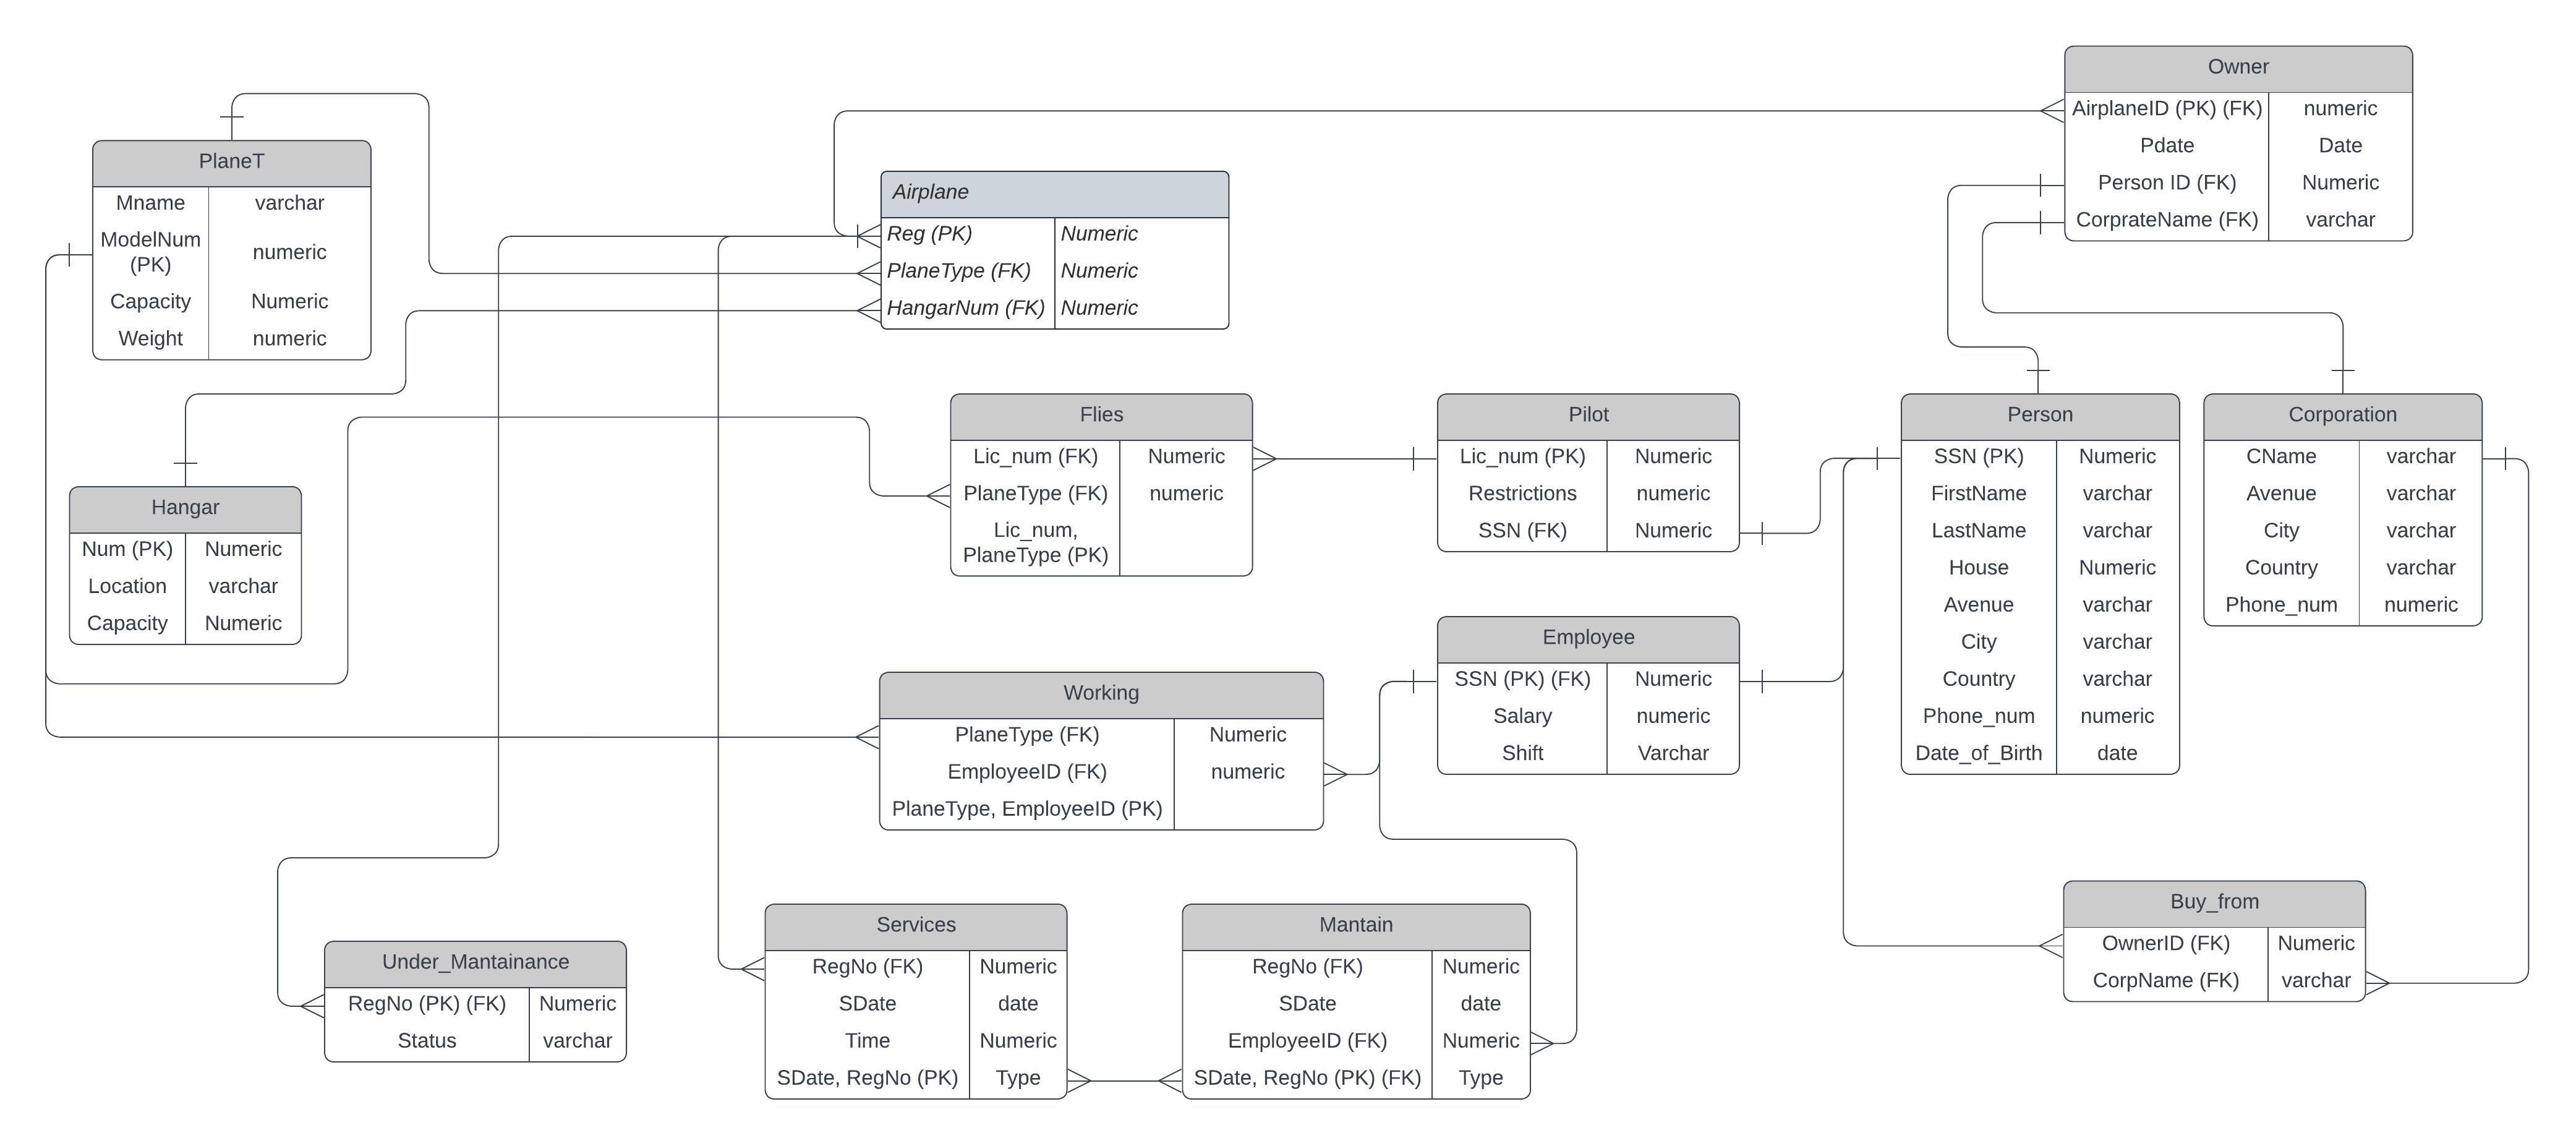 Owner
AirplaneID (PK) (FK) numeric
Pdate Date
Person ID (FK) Numeric
CorprateName (FK) varchar
PlaneT
Mname varchar
ModelNum
(PK) numeric
Capacity Numeric
Weight numeric
Airplane
Reg (PK) Numeric
PlaneType (FK) Numeric
HangarNum (FK) Numeric
Hangar
Num (PK) Numeric
Location varchar
Capacity Numeric
Flies
Lic_num (FK) Numeric
PlaneType (FK) numeric
Lic_num,
PlaneType (PK)
Pilot
Lic_num (PK) Numeric
Restrictions numeric
SSN (FK) Numeric
Person
SSN (PK) Numeric
FirstName varchar
LastName varchar
House Numeric
Avenue varchar
City varchar
Country varchar
Phone_num numeric
Date_of_Birth date
Corporation
CName varchar
Avenue varchar
City varchar
Country varchar
Phone_num numeric
Employee
SSN (PK) (FK) Numeric
Salary numeric
Shift Varchar
Working
PlaneType (FK) Numeric
EmployeeID (FK) numeric
PlaneType, EmployeeID (PK)
Under_Mantainance
RegNo (PK) (FK) Numeric
Status varchar
Services
RegNo (FK) Numeric
SDate date
Time Numeric
SDate, RegNo (PK) Type
Mantain
RegNo (FK) Numeric
SDate date
EmployeeID (FK) Numeric
SDate, RegNo (PK) (FK) Type
Buy_from
OwnerID (FK) Numeric
CorpName (FK) varchar